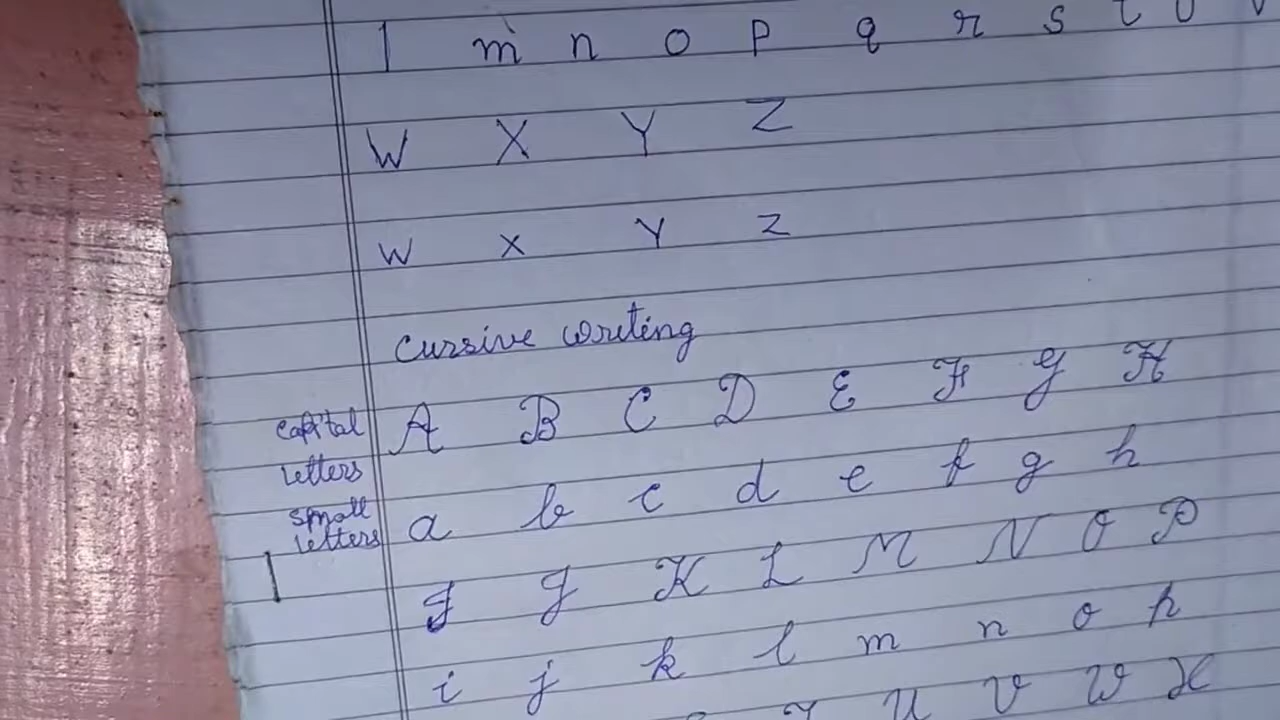 l m n o p q r s t u v
W X Y Z
w x y z
Cursive writing
capital letters A B C D E F G H
small letters a b c d e f g h
I J K L M N O P
i j k l m n o p
U V W X